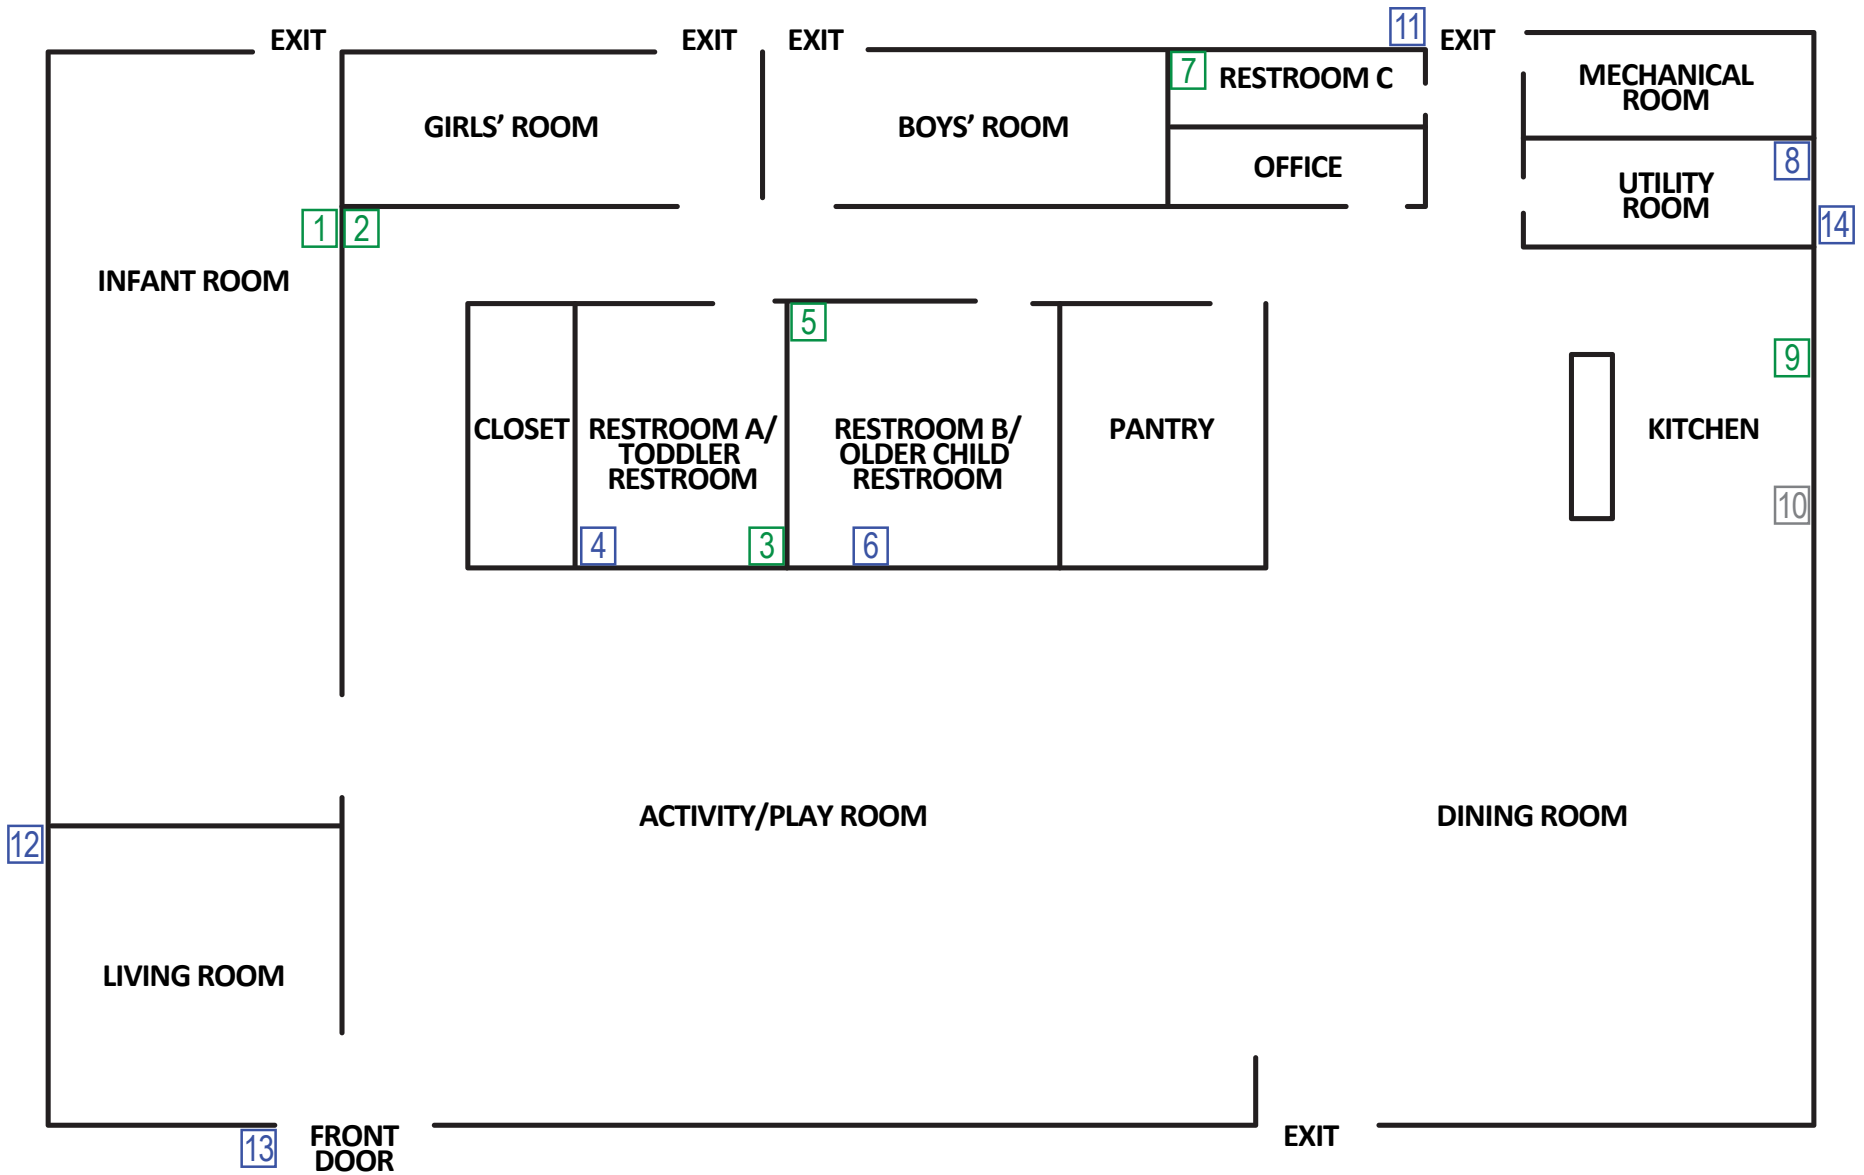 EXIT
EXIT
EXIT
11
EXIT
7
RESTROOM C
MECHANICAL
ROOM
GIRLS' ROOM
BOYS' ROOM
OFFICE
8
UTILITY
ROOM
1
2
14
INFANT ROOM
5
9
CLOSET
RESTROOM A/
TODDLER
RESTROOM
RESTROOM B/
OLDER CHILD
RESTROOM
PANTRY
KITCHEN
10
4
3
6
12
ACTIVITY/PLAY ROOM
DINING ROOM
LIVING ROOM
13
FRONT
DOOR
EXIT